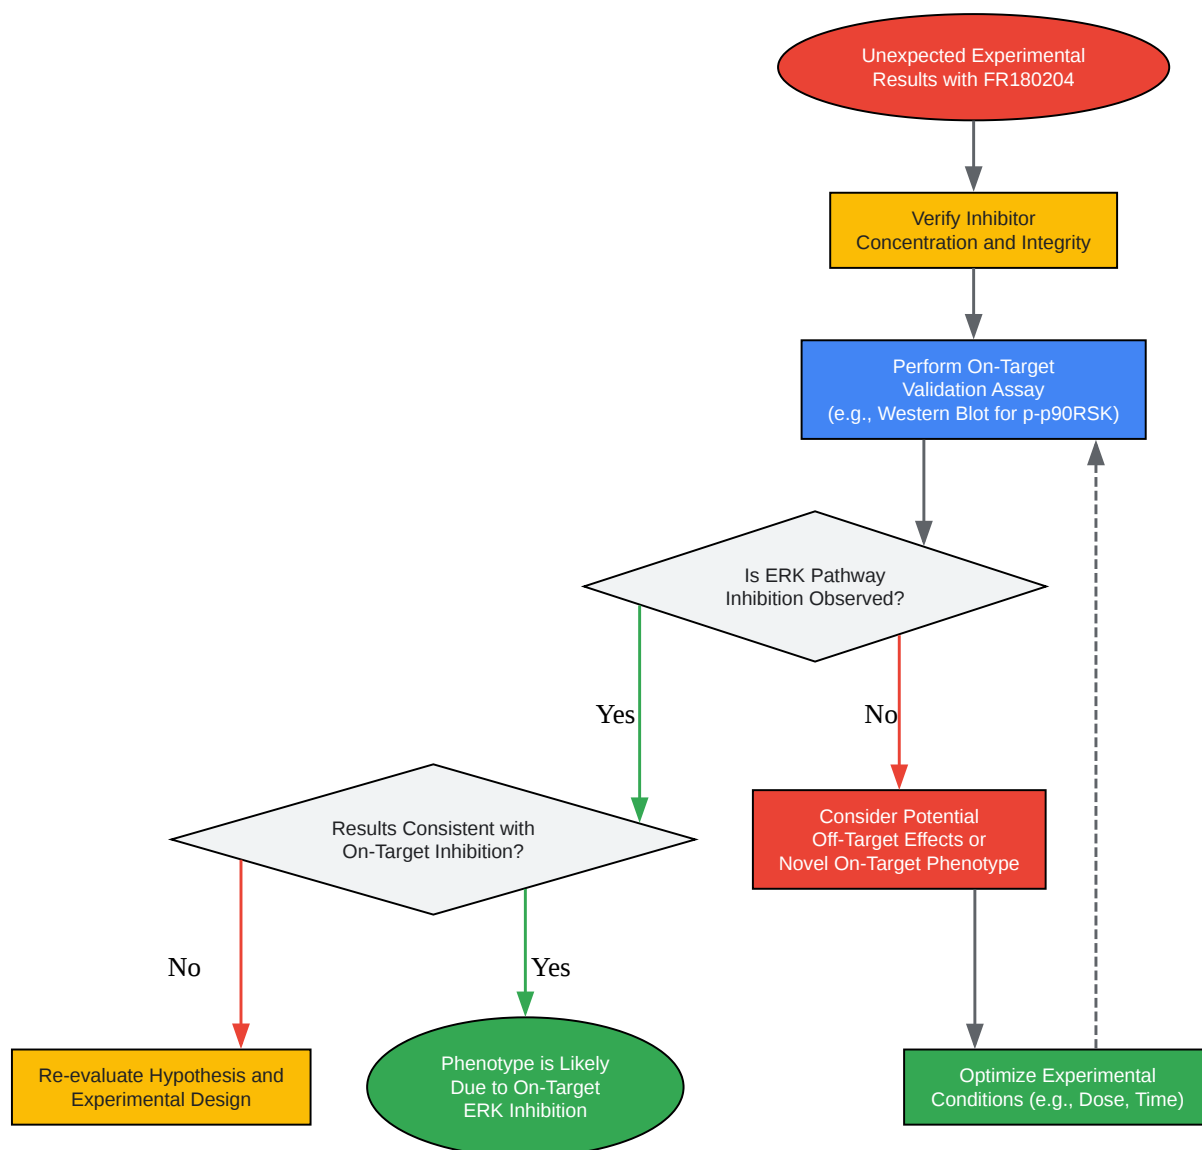 Unexpected Experimental
Results with FR180204
Verify Inhibitor
Concentration and Integrity
Perform On-Target
Validation Assay
(e.g., Western Blot for p-p90RSK)
Is ERK Pathway
Inhibition Observed?
Yes
No
Results Consistent with
On-Target Inhibition?
Consider Potential
Off-Target Effects or
Novel On-Target Phenotype
No
Yes
Re-evaluate Hypothesis and
Experimental Design
Phenotype is Likely
Due to On-Target
ERK Inhibition
Optimize Experimental
Conditions (e.g., Dose, Time)